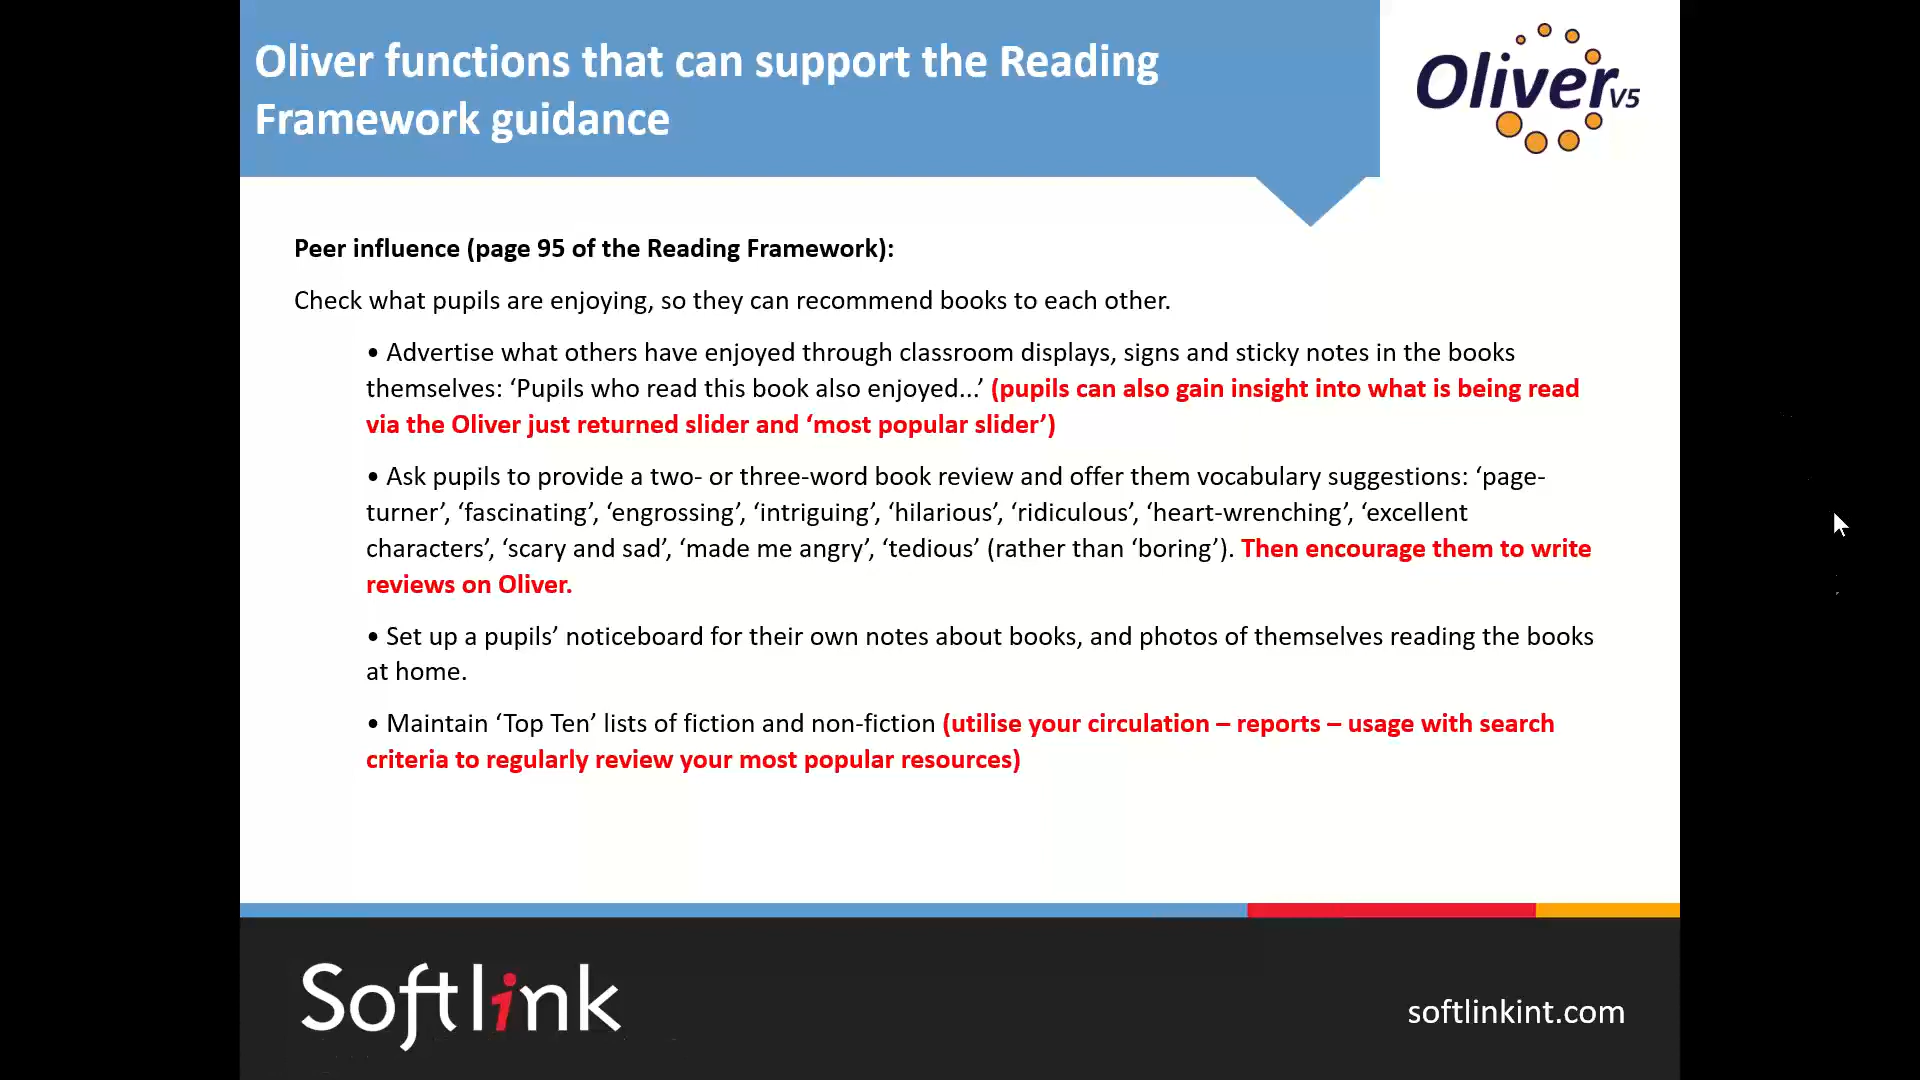 Oliver functions that can support the Reading
Framework guidance
Oliver V5
Peer influence (page 95 of the Reading Framework):
Check what pupils are enjoying, so they can recommend books to each other.
• Advertise what others have enjoyed through classroom displays, signs and sticky notes in the books
themselves: ‘Pupils who read this book also enjoyed...’ (pupils can also gain insight into what is being read
via the Oliver just returned slider and ‘most popular slider’)
• Ask pupils to provide a two- or three-word book review and offer them vocabulary suggestions: ‘page-
turner’, ‘fascinating’, ‘engrossing’, ‘intriguing’, ‘hilarious’, ‘ridiculous’, ‘heart-wrenching’, ‘excellent
characters’, ‘scary and sad’, ‘made me angry’, ‘tedious’ (rather than ‘boring’). Then encourage them to write
reviews on Oliver.
• Set up a pupils’ noticeboard for their own notes about books, and photos of themselves reading the books
at home.
• Maintain ‘Top Ten’ lists of fiction and non-fiction (utilise your circulation – reports – usage with search
criteria to regularly review your most popular resources)
Softlink
softlinkint.com